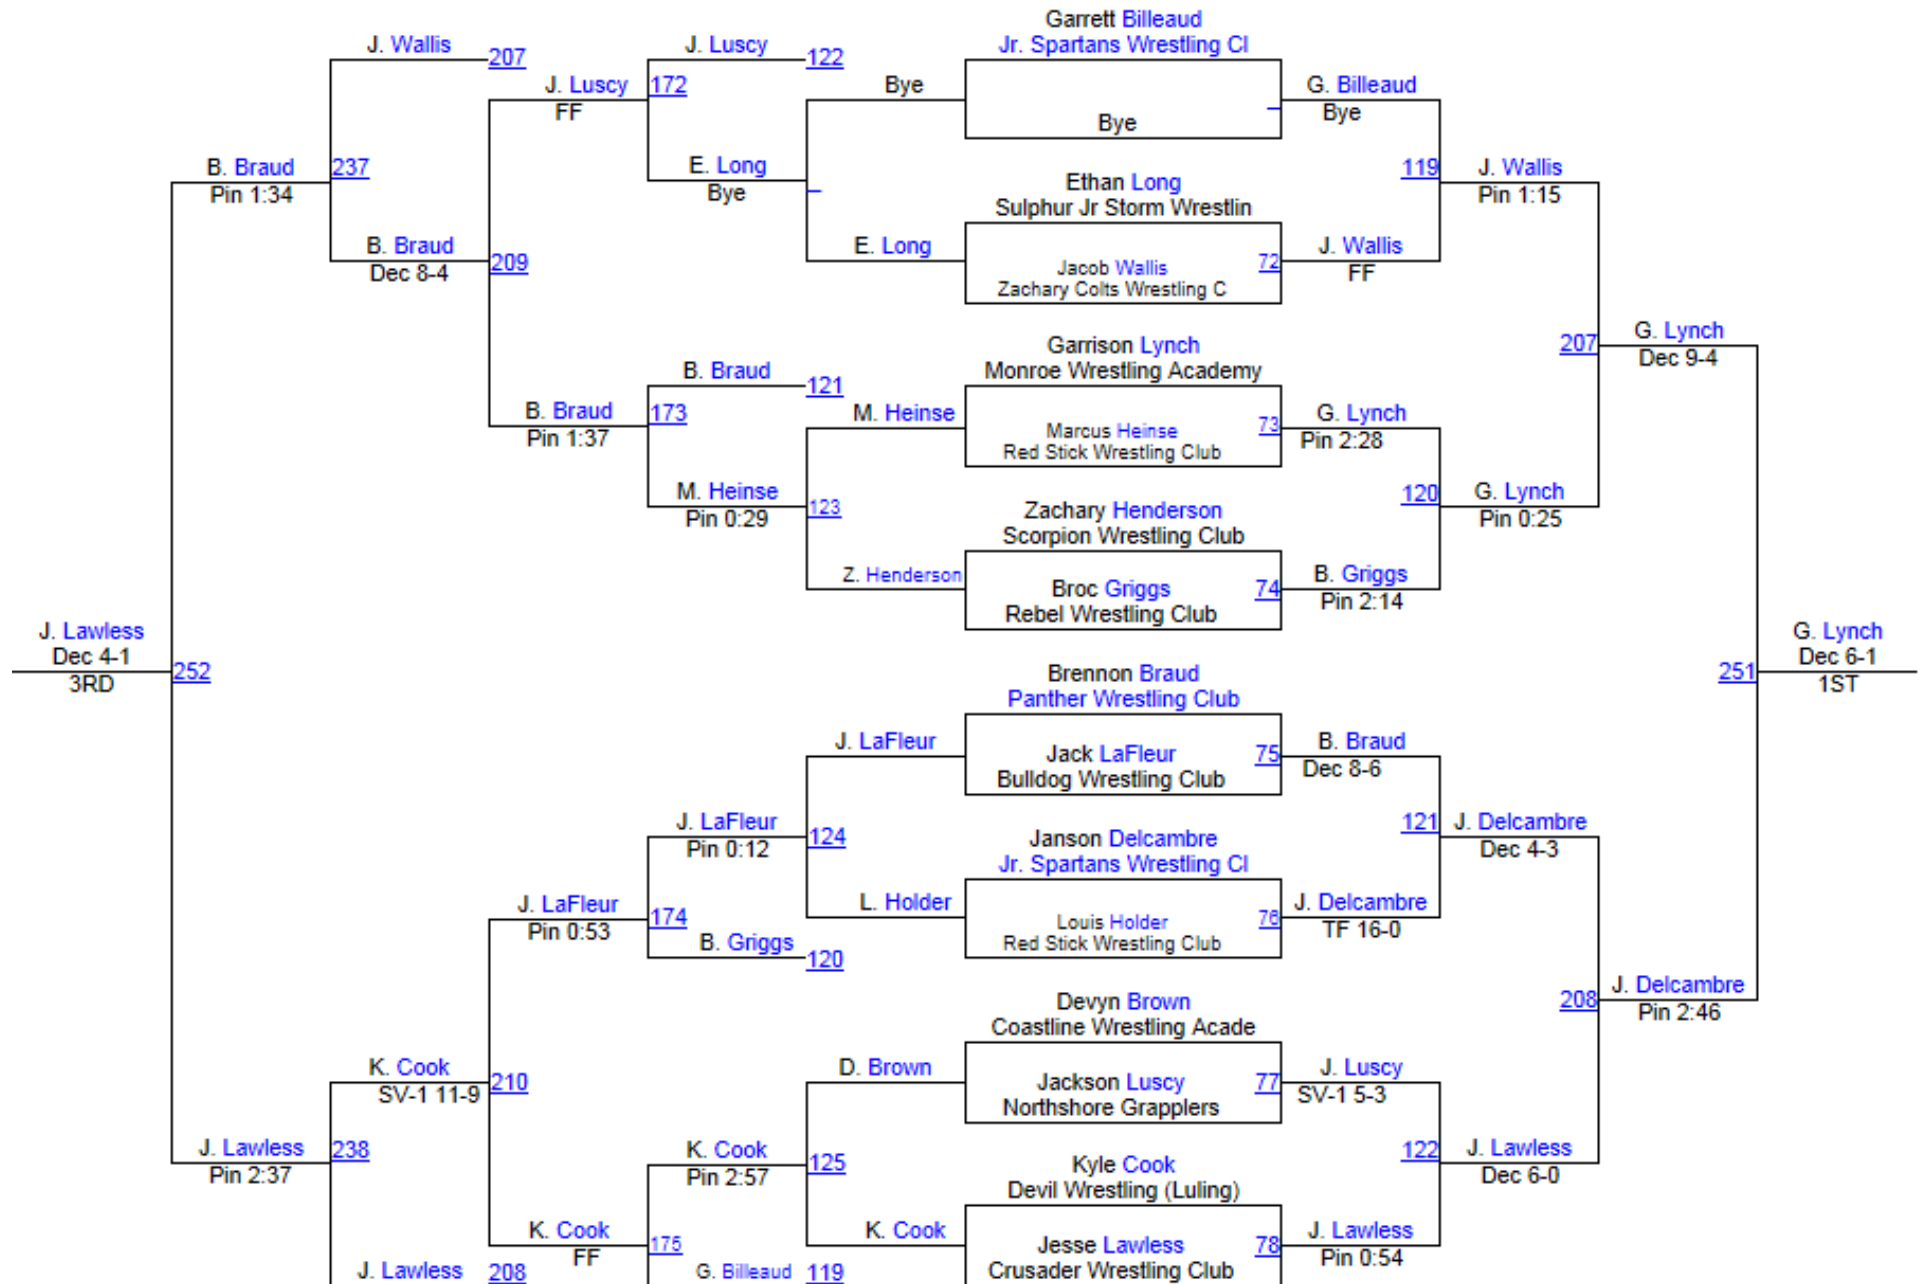 Garrett Billeaud
J. Wallis
207
J. Luscy
122
Jr. Spartans Wrestling Cl
J. Luscy
172
Bye
G. Billeaud
FF
Bye
Bye
B. Braud
237
E. Long
119
J. Wallis
Pin 1:34
Bye
Ethan Long
Pin 1:15
Sulphur Jr Storm Wrestlin
B. Braud
209
E. Long
Jacob Wallis
72
J. Wallis
Dec 8-4
Zachary Colts Wrestling C
FF
Garrison Lynch
207
G. Lynch
B. Braud
121
Monroe Wrestling Academy
Dec 9-4
B. Braud
173
M. Heinse
Marcus Heinse
73
G. Lynch
Pin 1:37
Red Stick Wrestling Club
Pin 2:28
M. Heinse
123
120
G. Lynch
Pin 0:29
Zachary Henderson
Pin 0:25
Scorpion Wrestling Club
Z. Henderson
Broc Griggs
74
B. Griggs
Rebel Wrestling Club
Pin 2:14
J. Lawless
G. Lynch
Dec 4-1
252
251
Dec 6-1
3RD
1ST
Brennon Braud
Panther Wrestling Club
J. LaFleur
Jack LaFleur
75
B. Braud
Bulldog Wrestling Club
Dec 8-6
J. LaFleur
124
Janson Delcambre
121
J. Delcambre
Pin 0:12
Jr. Spartans Wrestling Cl
Dec 4-3
J. LaFleur
174
L. Holder
Louis Holder
76
J. Delcambre
Pin 0:53
Red Stick Wrestling Club
TF 16-0
B. Griggs
120
Devyn Brown
208
J. Delcambre
Coastline Wrestling Acade
Pin 2:46
K. Cook
210
D. Brown
Jackson Luscy
77
J. Luscy
SV-1 11-9
Northshore Grapplers
SV-1 5-3
J. Lawless
238
K. Cook
125
Kyle Cook
122
J. Lawless
Pin 2:37
Pin 2:57
Devil Wrestling (Luling)
Dec 6-0
K. Cook
175
K. Cook
Jesse Lawless
78
J. Lawless
FF
Crusader Wrestling Club
Pin 0:54
J. Lawless
208
G. Billeaud
119